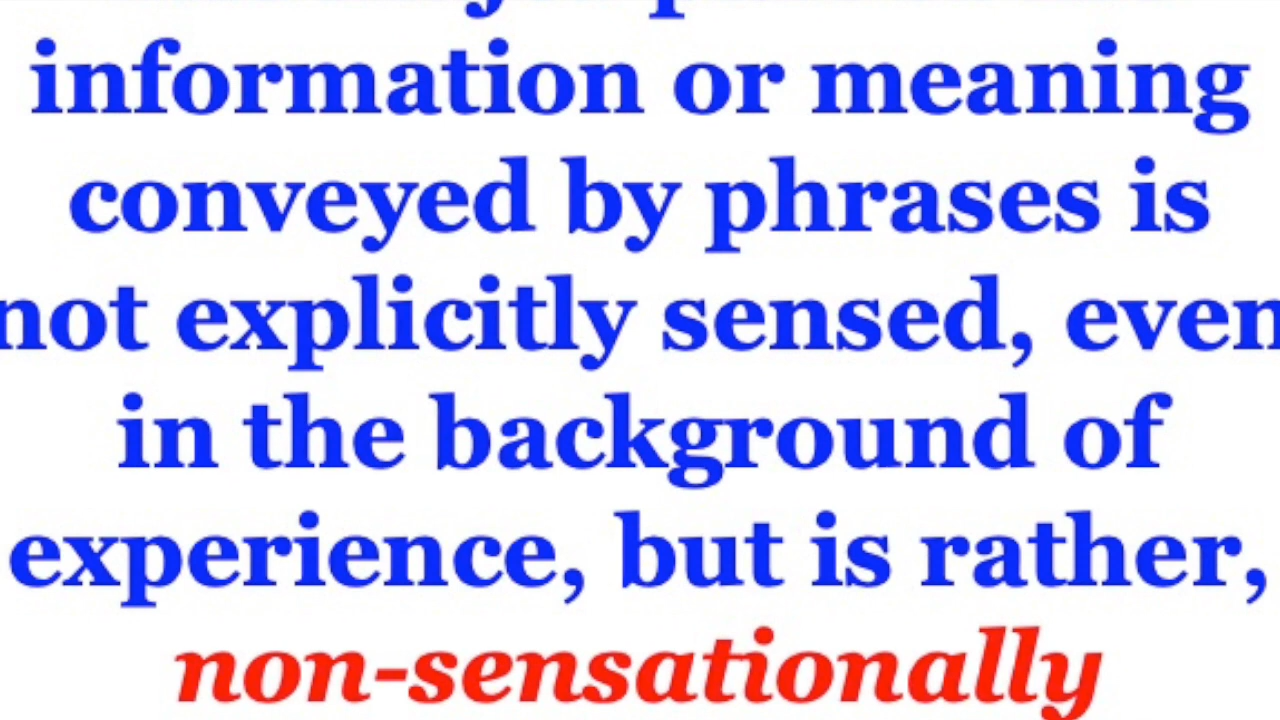 information or meaning
conveyed by phrases is
not explicitly sensed, even
in the background of
experience, but is rather,
non-sensationally